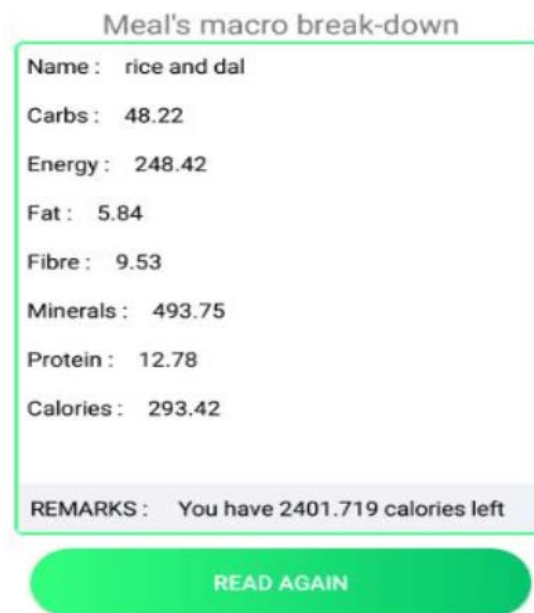 Meal's macro break-down
Name : rice and dal
Carbs : 48.22
Energy : 248.42
Fat : 5.84
Fibre : 9.53
Minerals : 493.75
Protein : 12.78
Calories : 293.42
REMARKS : You have 2401.719 calories left
READ AGAIN